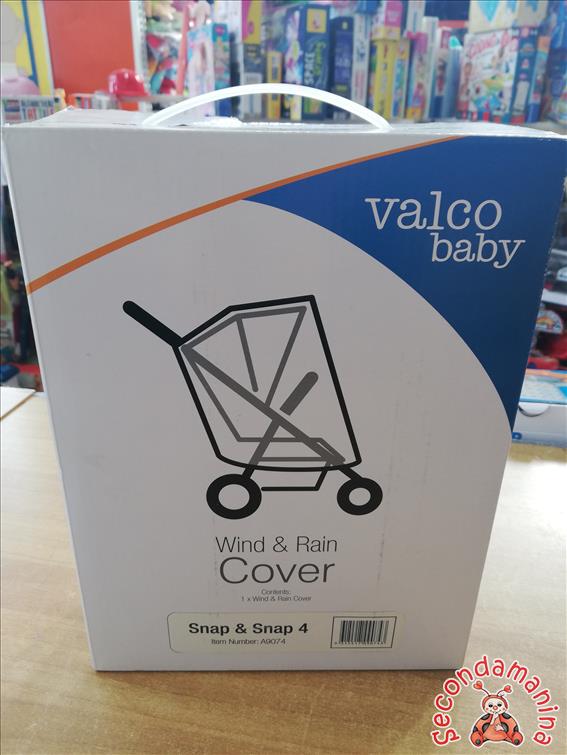 valco
baby
Wind & Rain
Cover
Contents:
1 x Wind & Rain Cover
Snap & Snap 4
Item Number: A9074
Secondamanina